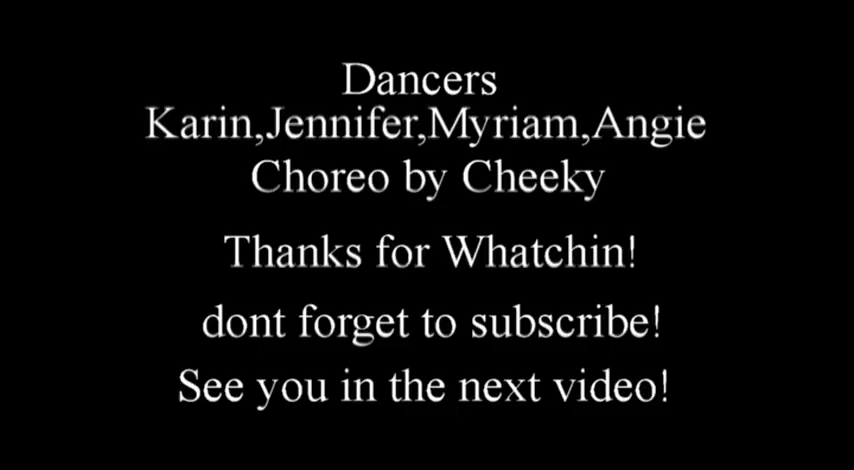 Dancers
Karin,Jennifer,Myriam,Angie
Choreo by Cheeky
Thanks for Whatchin!
dont forget to subscribe!
See you in the next video!